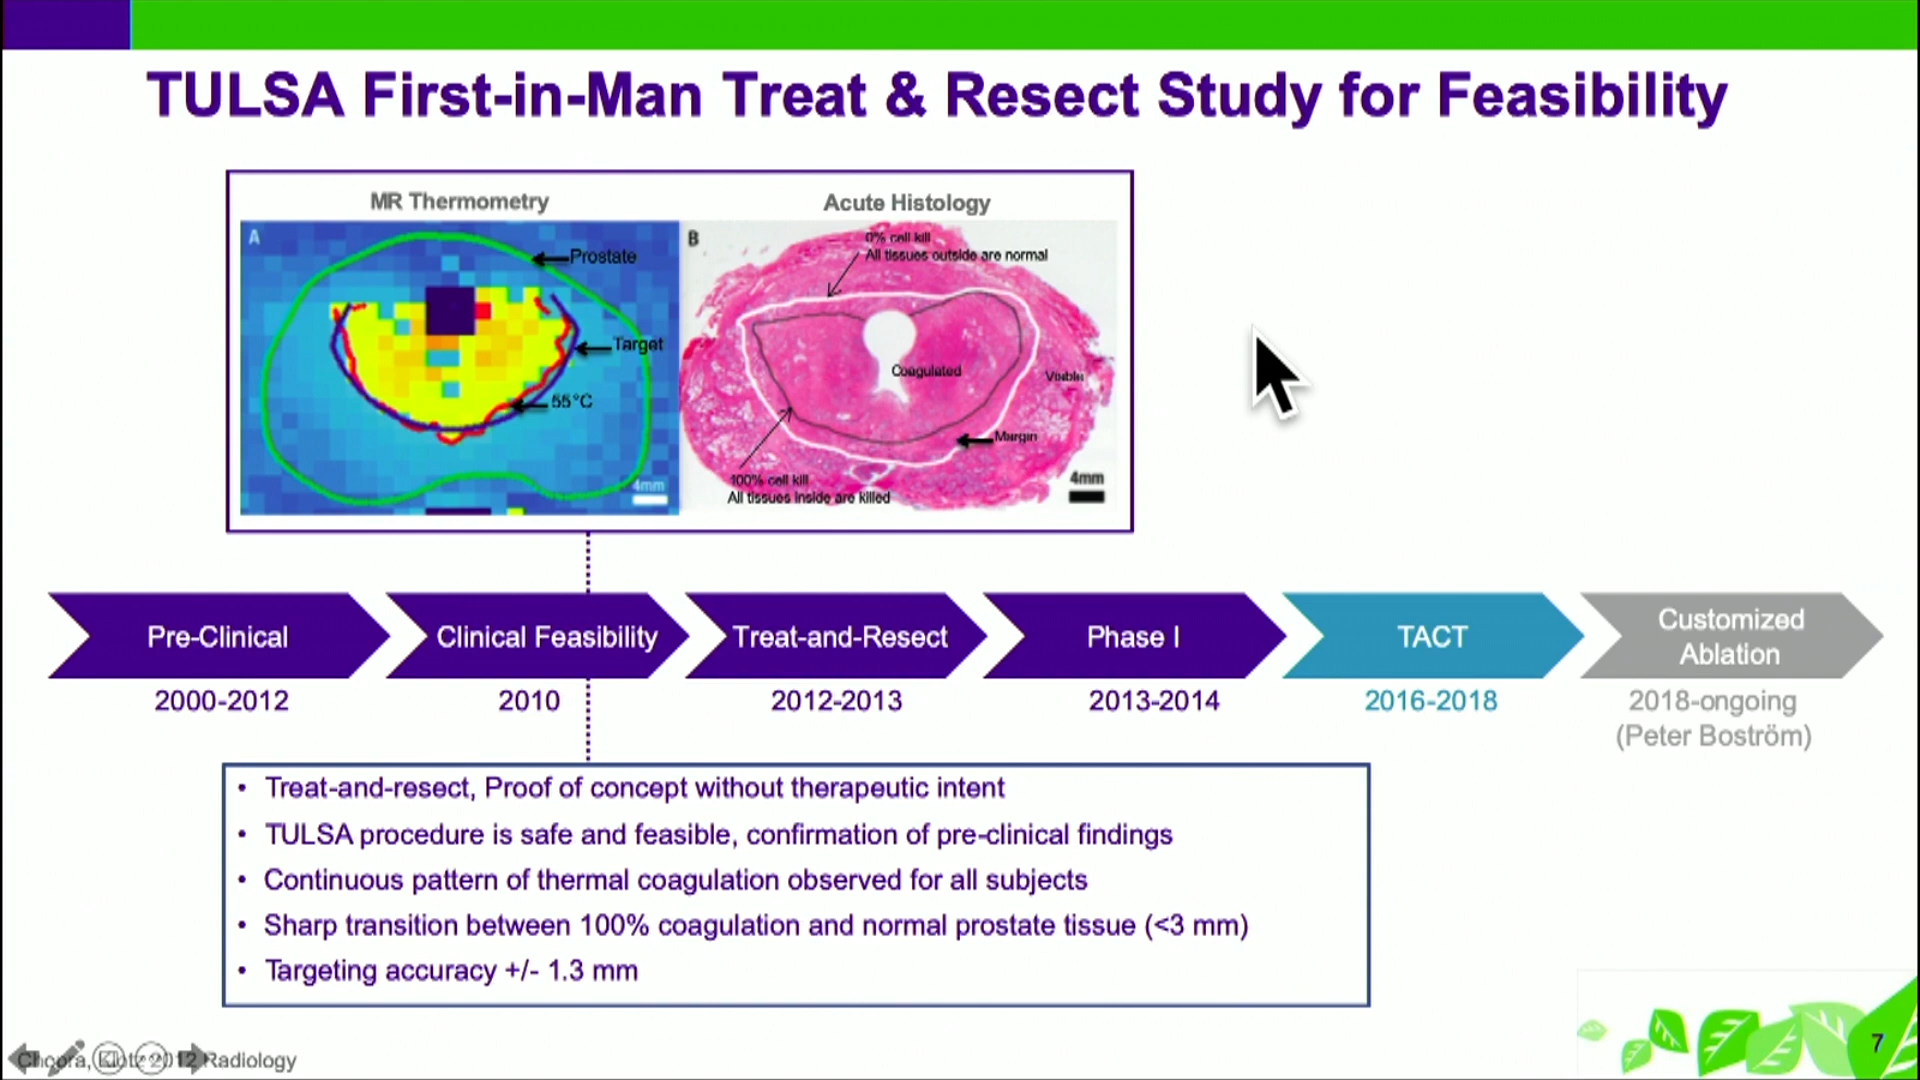 TULSA First-in-Man Treat & Resect Study for Feasibility
MR Thermometry
Acute Histology
A
Prostate
Target
55°C
4mm
B
0% cell kill
All tissues outside are normal
Coagulated
Viable
Margin
100% cell kill
All tissues inside are killed
4mm
Pre-Clinical
Clinical Feasibility
Treat-and-Resect
Phase I
TACT
Customized
Ablation
2000-2012
2010
2012-2013
2013-2014
2016-2018
2018-ongoing
(Peter Boström)
• Treat-and-resect, Proof of concept without therapeutic intent
• TULSA procedure is safe and feasible, confirmation of pre-clinical findings
• Continuous pattern of thermal coagulation observed for all subjects
• Sharp transition between 100% coagulation and normal prostate tissue (<3 mm)
• Targeting accuracy +/- 1.3 mm
Chopra, Klotz 2012 Radiology
7